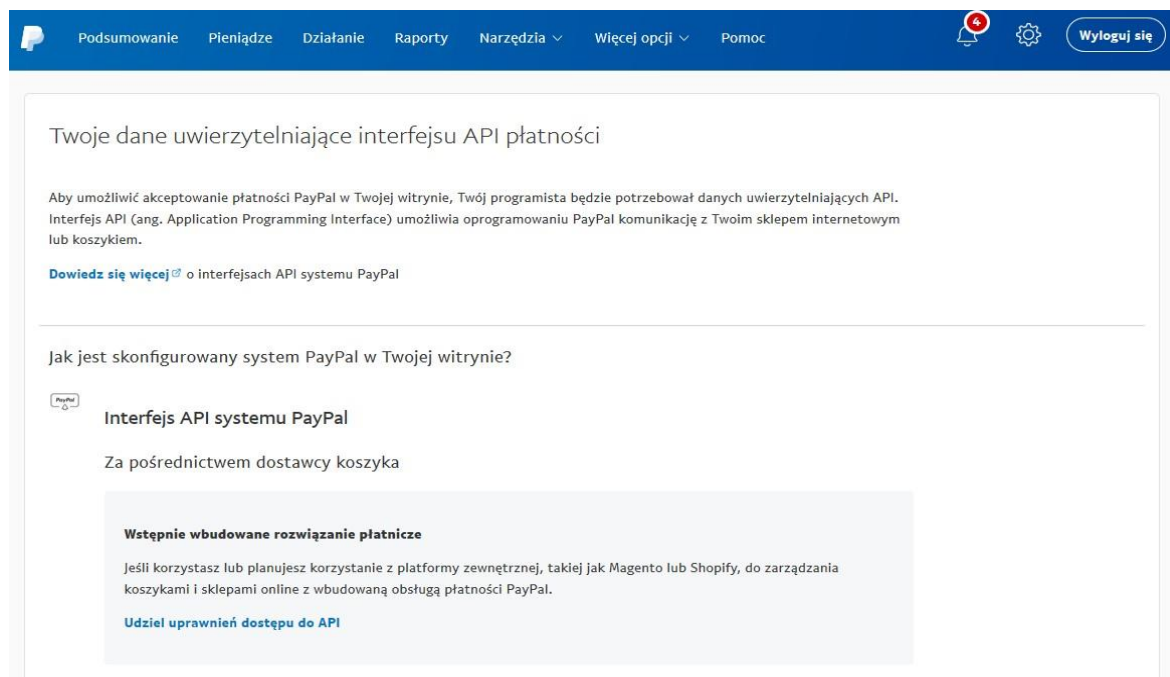 Podsumowanie Pieniądze Działanie Raporty Narzędzia Więcej opcji Pomoc 4 Wyloguj się
Twoje dane uwierzytelniające interfejsu API płatności
Aby umożliwić akceptowanie płatności PayPal w Twojej witrynie, Twój programista będzie potrzebował danych uwierzytelniających API.
Interfejs API (ang. Application Programming Interface) umożliwia oprogramowaniu PayPal komunikację z Twoim sklepem internetowym
lub koszykiem.
Dowiedz się więcej o interfejsach API systemu PayPal
Jak jest skonfigurowany system PayPal w Twojej witrynie?
PayPal
Interfejs API systemu PayPal
Za pośrednictwem dostawcy koszyka
Wstępnie wbudowane rozwiązanie płatnicze
Jeśli korzystasz lub planujesz korzystanie z platformy zewnętrznej, takiej jak Magento lub Shopify, do zarządzania
koszykami i sklepami online z wbudowaną obsługą płatności PayPal.
Udziel uprawnień dostępu do API